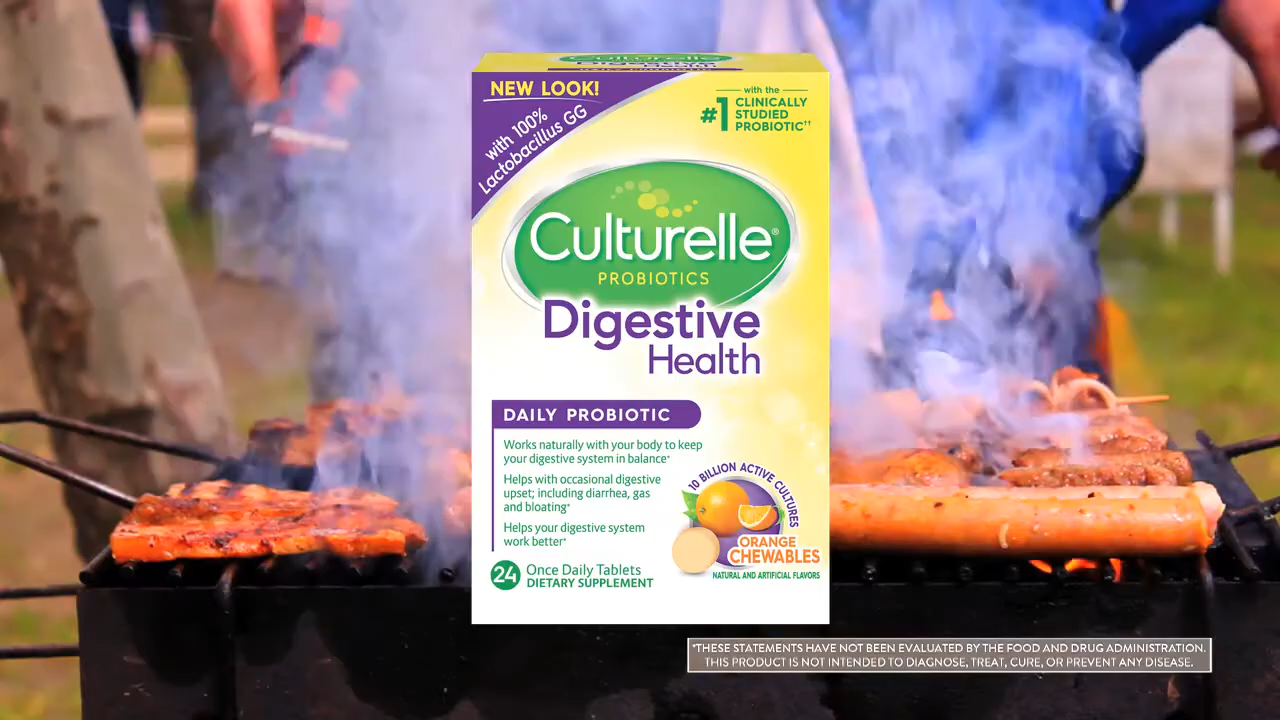 Culturelle
Digestive
Health
NEW LOOK!
with 100%
Lactobacillus GG
with the
#1 CLINICALLY
STUDIED
PROBIOTIC††
Culturelle®
PROBIOTICS
Digestive
Health
DAILY PROBIOTIC
Works naturally with your body to keep
your digestive system in balance*
Helps with occasional digestive
upset; including diarrhea, gas
and bloating*
Helps your digestive system
work better*
10 BILLION ACTIVE CULTURES
ORANGE
CHEWABLES
NATURAL AND ARTIFICIAL FLAVORS
24 Once Daily Tablets
DIETARY SUPPLEMENT
*THESE STATEMENTS HAVE NOT BEEN EVALUATED BY THE FOOD AND DRUG ADMINISTRATION.
THIS PRODUCT IS NOT INTENDED TO DIAGNOSE, TREAT, CURE, OR PREVENT ANY DISEASE.